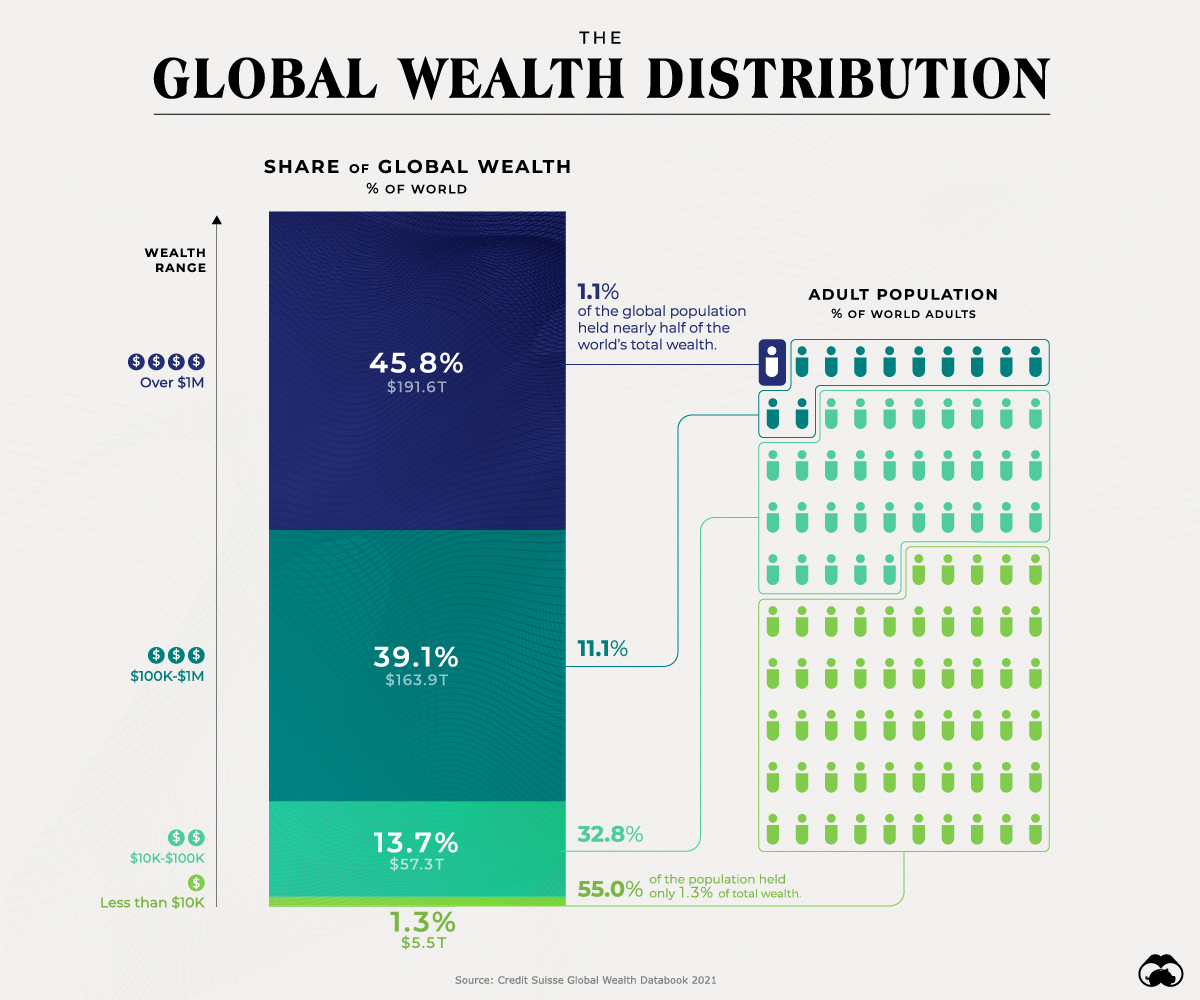 THE
GLOBAL WEALTH DISTRIBUTION
SHARE OF GLOBAL WEALTH
% OF WORLD
WEALTH
RANGE
1.1%
of the global population
held nearly half of the
world's total wealth.
ADULT POPULATION
% OF WORLD ADULTS
$ $ $ $
Over $1M
45.8%
$191.6T
$ $ $
$100K-$1M
39.1%
$163.9T
11.1%
$ $
$10K-$100K
13.7%
$57.3T
32.8%
$
Less than $10K
55.0%
of the population held
only 1.3% of total wealth.
1.3%
$5.5T
Source: Credit Suisse Global Wealth Databook 2021